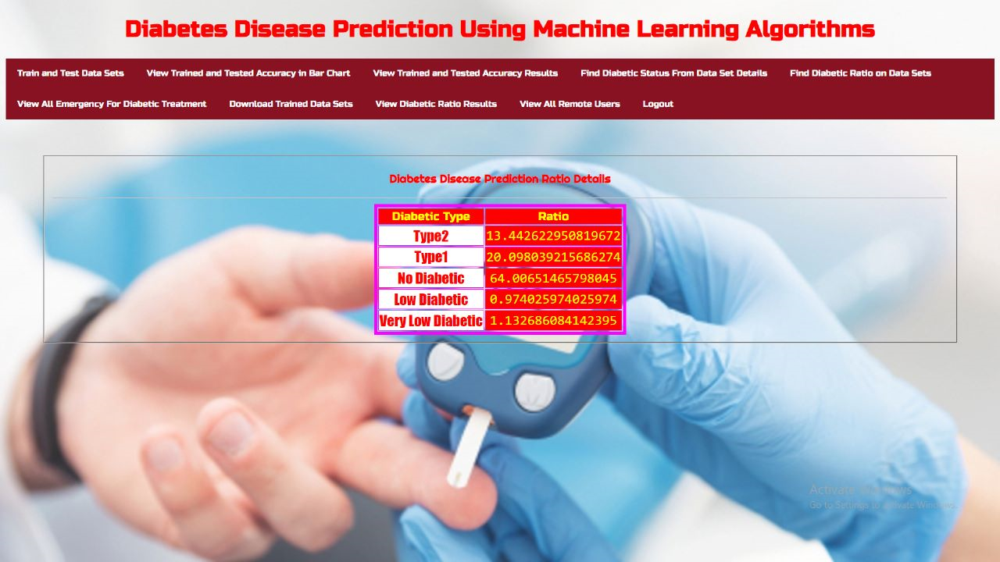 Diabetes Disease Prediction Using Machine Learning Algorithms
Train and Test Data Sets View Trained and Tested Accuracy in Bar Chart View Trained and Tested Accuracy Results Find Diabetic Status From Data Set Details Find Diabetic Ratio on Data Sets
View All Emergency For Diabetic Treatment Download Trained Data Sets View Diabetic Ratio Results View All Remote Users Logout
Diabetes Disease Prediction Ratio Details
Diabetic Type Ratio
Type2 13.442622950819672
Type1 20.098039215686274
No Diabetic 64.00651465798045
Low Diabetic 0.974025974025974
Very Low Diabetic 1.132686084142395
Activate Windows
Go to Settings to activate Windows.